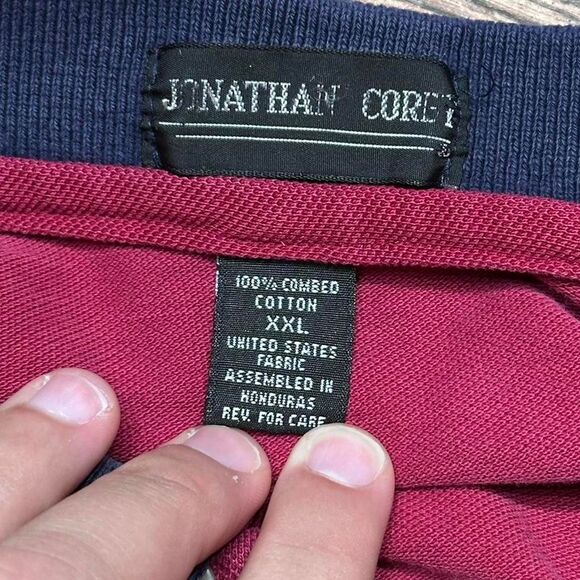 JONATHAN COREY
100% COMBED
COTTON
XXL
UNITED STATES
FABRIC
ASSEMBLED IN
HONDURAS
REV. FOR CARE